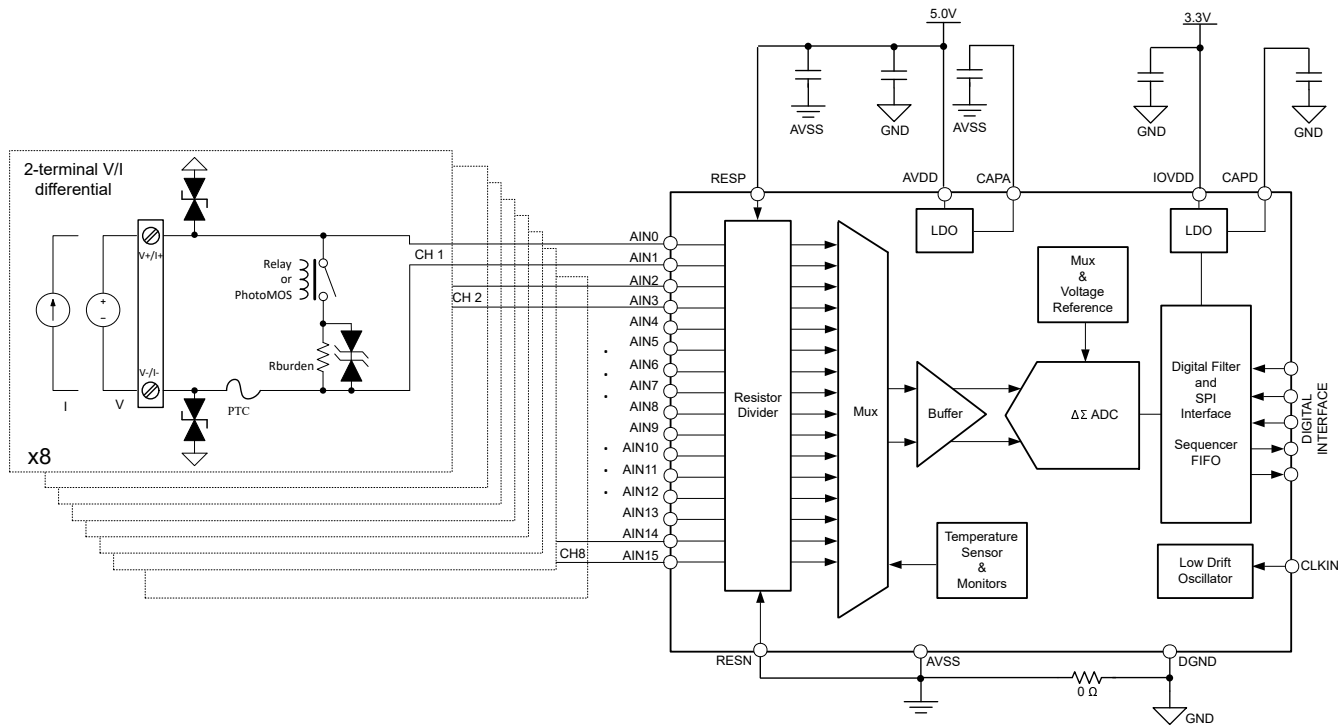 5.0V
3.3V
AVSS
GND
AVSS
GND
GND
2-terminal V/I
differential
RESP
AVDD
CAPA
IOVDD
CAPD
LDO
LDO
V+/I+
Relay
or
PhotoMOS
Rburden
V-/I-
I
V
PTC
x8
CH 1
CH 2
CH8
AIN0
AIN1
AIN2
AIN3
AIN4
AIN5
AIN6
AIN7
AIN8
AIN9
AIN10
AIN11
AIN12
AIN13
AIN14
AIN15
Resistor
Divider
Mux
Buffer
Mux
&
Voltage
Reference
ΔΣ ADC
Digital Filter
and
SPI
Interface
Sequencer
FIFO
DIGITAL
INTERFACE
Temperature
Sensor
&
Monitors
Low Drift
Oscillator
CLKIN
RESN
AVSS
DGND
0 Ω
GND